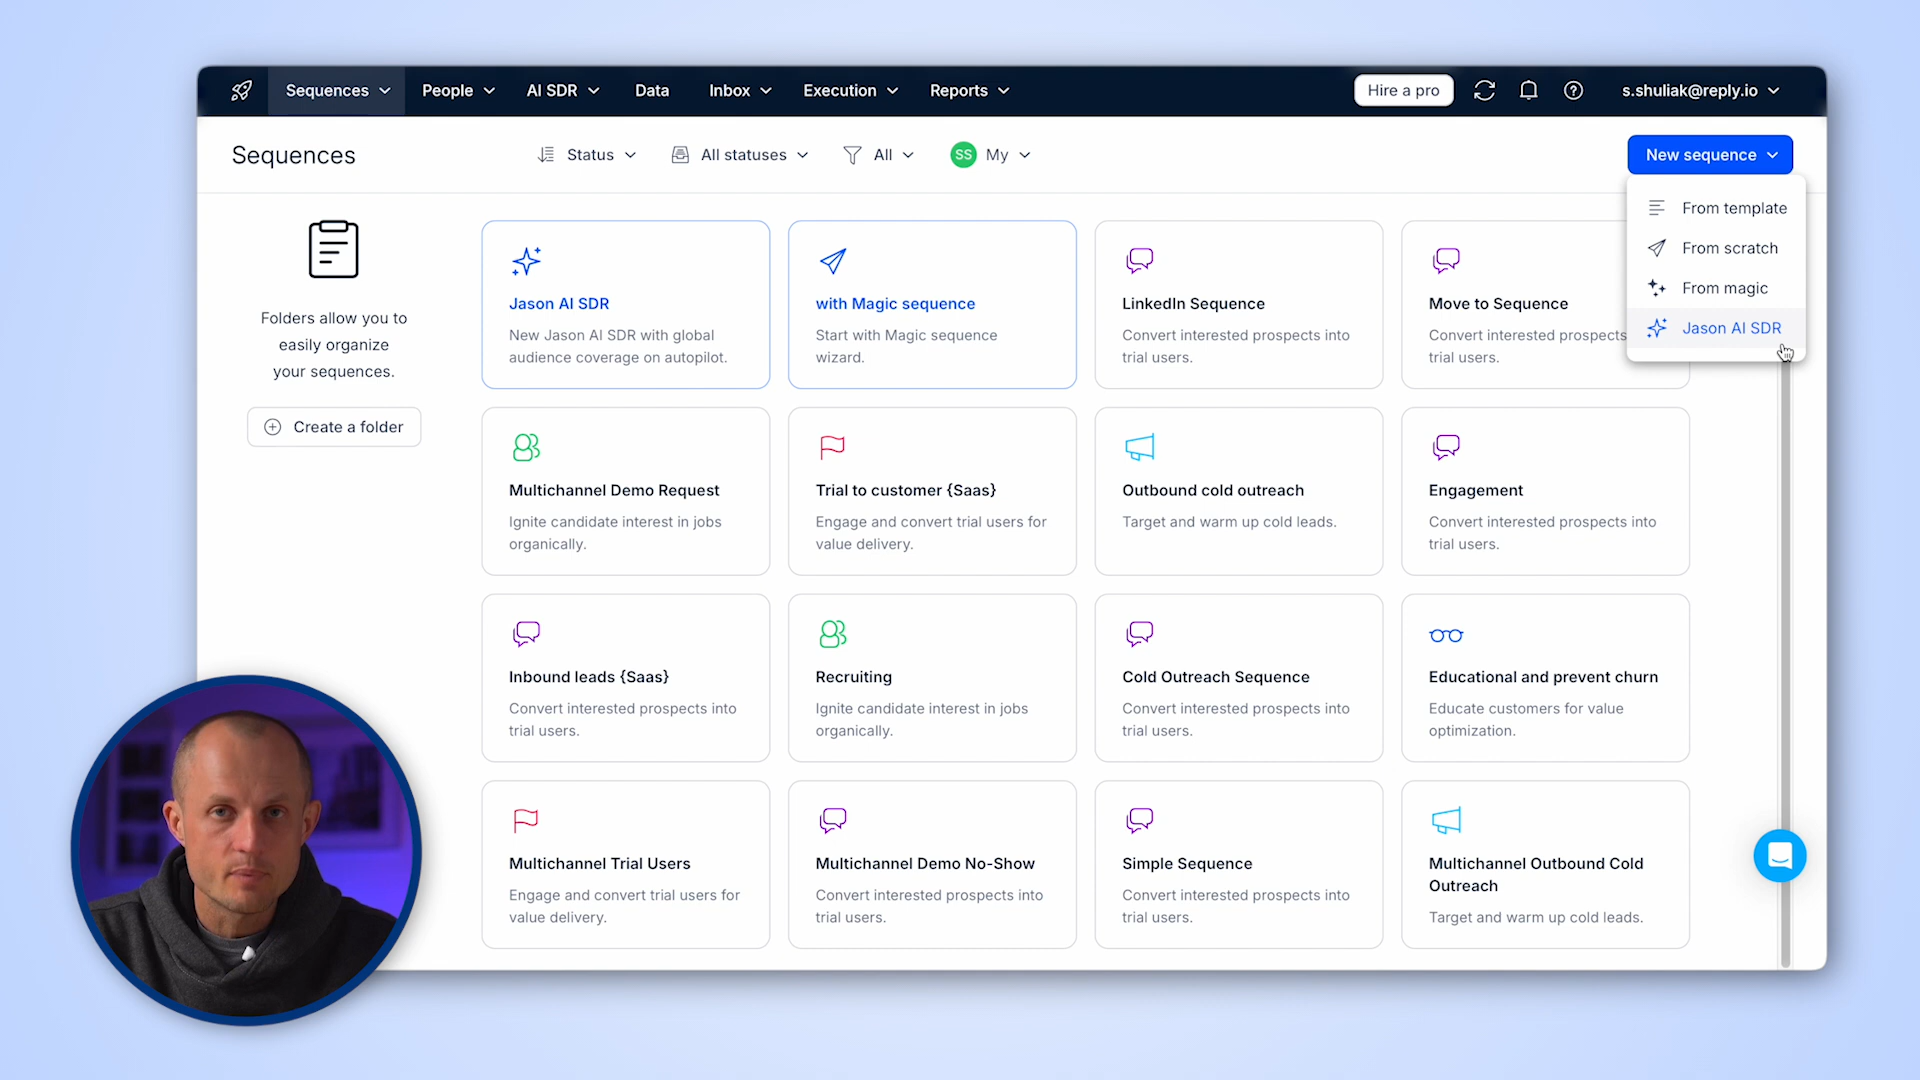 Sequences
People
AI SDR
Data
Inbox
Execution
Reports
Hire a pro
s.shuliak@reply.io
Sequences
Status
All statuses
All
SS
My
New sequence
From template
From scratch
From magic
Jason AI SDR
Folders allow you to
easily organize
your sequences.
Create a folder
Jason AI SDR
New Jason AI SDR with global
audience coverage on autopilot.
with Magic sequence
Start with Magic sequence
wizard.
LinkedIn Sequence
Convert interested prospects into
trial users.
Move to Sequence
Convert interested prospects
trial users.
Multichannel Demo Request
Ignite candidate interest in jobs
organically.
Trial to customer {Saas}
Engage and convert trial users for
value delivery.
Outbound cold outreach
Target and warm up cold leads.
Engagement
Convert interested prospects into
trial users.
Inbound leads {Saas}
Convert interested prospects into
trial users.
Recruiting
Ignite candidate interest in jobs
organically.
Cold Outreach Sequence
Convert interested prospects into
trial users.
Educational and prevent churn
Educate customers for value
optimization.
Multichannel Trial Users
Engage and convert trial users for
value delivery.
Multichannel Demo No-Show
Convert interested prospects into
trial users.
Simple Sequence
Convert interested prospects into
trial users.
Multichannel Outbound Cold
Outreach
Target and warm up cold leads.